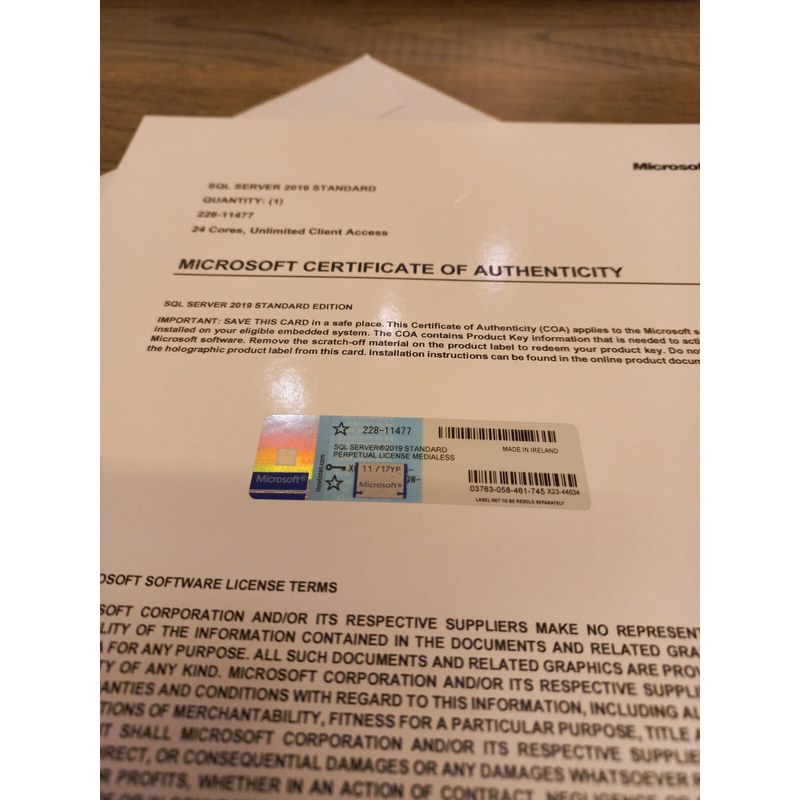 Microsof
SQL SERVER 2019 STANDARD
QUANTITY: (1)
228-11477
24 Cores, Unlimited Client Access
MICROSOFT CERTIFICATE OF AUTHENTICITY
SQL SERVER 2019 STANDARD EDITION
IMPORTANT: SAVE THIS CARD in a safe place. This Certificate of Authenticity (COA) applies to the Microsoft s
installed on your eligible embedded system. The COA contains Product Key information that is needed to acti
Microsoft software. Remove the scratch-off material on the product label to redeem your product key. Do no
the holographic product label from this card. Installation instructions can be found in the online product docum
228-11477
SQL SERVER®2019 STANDARD
PERPETUAL LICENSE MEDIALESS
MADE IN IRELAND
11/17YP
Microsoft®
Microsoft®
03763-058-461-745 X23-44634
LABEL NOT TO BE RESOLD SEPARATELY
OSOFT SOFTWARE LICENSE TERMS
SOFT CORPORATION AND/OR ITS RESPECTIVE SUPPLIERS MAKE NO REPRESENT
LITY OF THE INFORMATION CONTAINED IN THE DOCUMENTS AND RELATED GRA
FOR ANY PURPOSE. ALL SUCH DOCUMENTS AND RELATED GRAPHICS ARE PROV
TY OF ANY KIND. MICROSOFT CORPORATION AND/OR ITS RESPECTIVE SUPPLI
ANTIES AND CONDITIONS WITH REGARD TO THIS INFORMATION, INCLUDING AL
TIONS OF MERCHANTABILITY, FITNESS FOR A PARTICULAR PURPOSE, TITLE A
T SHALL MICROSOFT CORPORATION AND/OR ITS RESPECTIVE SUPPLIE
RECT, OR CONSEQUENTIAL DAMAGES OR ANY DAMAGES WHATSOEVER R
R PROFITS, WHETHER IN AN ACTION OF CONTRACT, NEGLIGENCE O